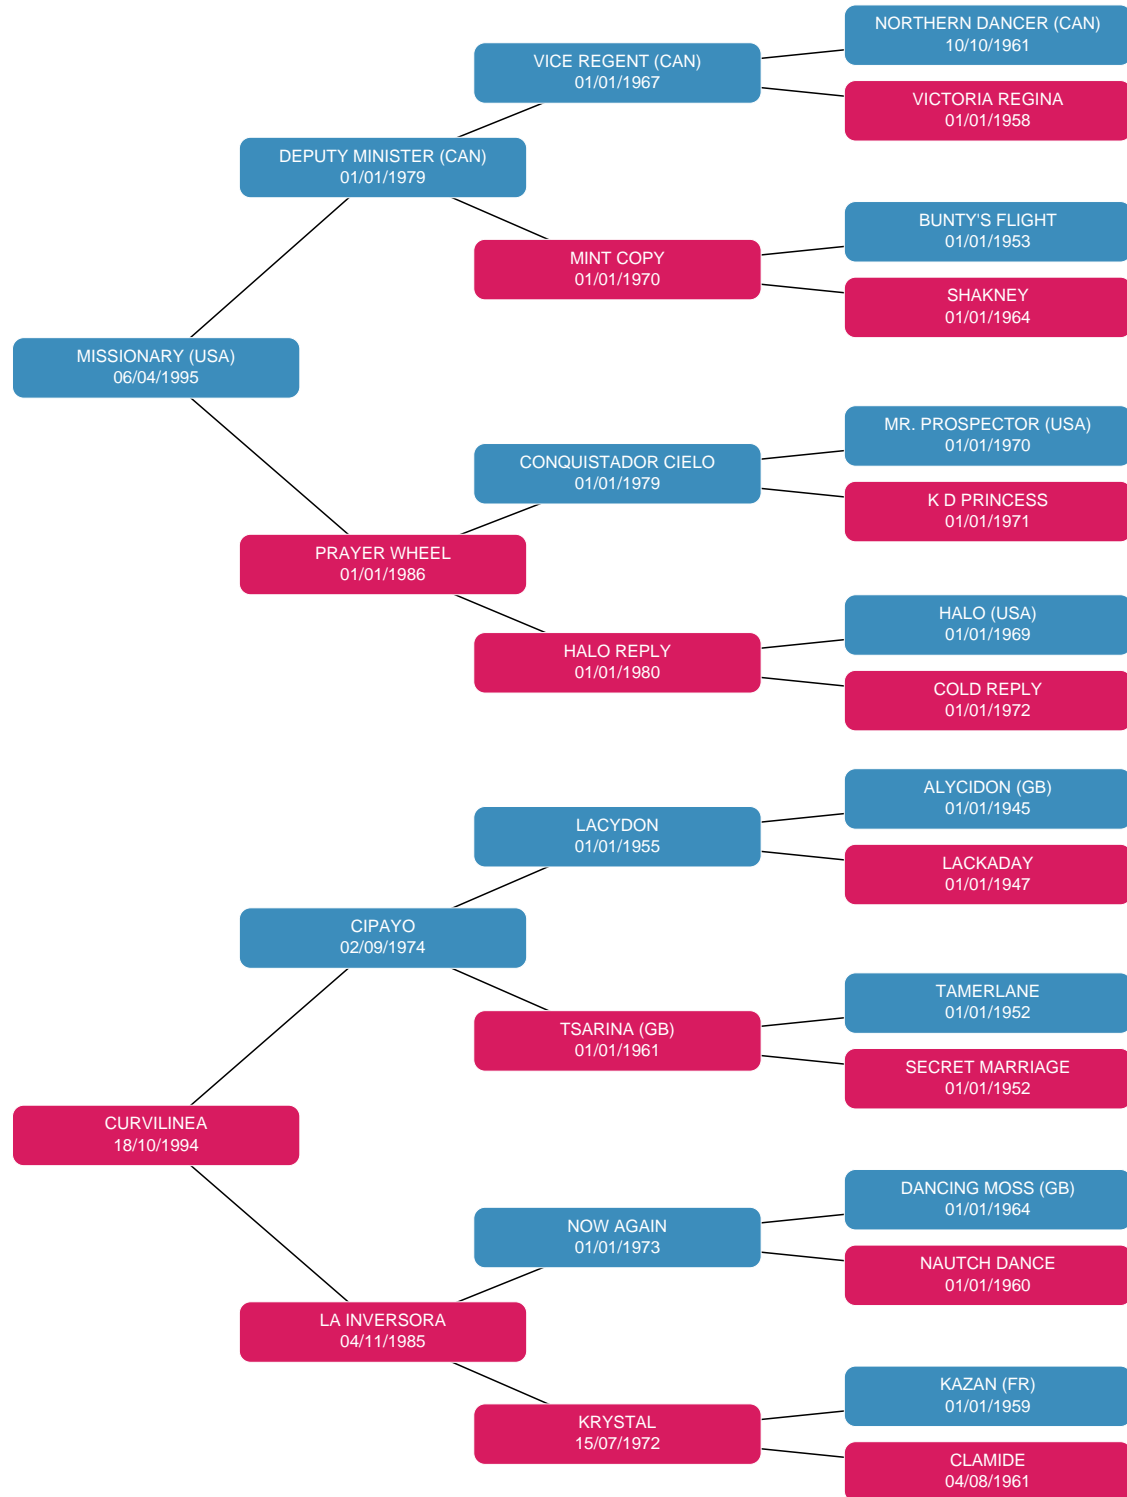 NORTHERN DANCER (CAN)
10/10/1961
VICE REGENT (CAN)
01/01/1967
VICTORIA REGINA
01/01/1958
DEPUTY MINISTER (CAN)
01/01/1979
BUNTY'S FLIGHT
01/01/1953
MINT COPY
01/01/1970
SHAKNEY
01/01/1964
MISSIONARY (USA)
06/04/1995
MR. PROSPECTOR (USA)
01/01/1970
CONQUISTADOR CIELO
01/01/1979
K D PRINCESS
01/01/1971
PRAYER WHEEL
01/01/1986
HALO (USA)
01/01/1969
HALO REPLY
01/01/1980
COLD REPLY
01/01/1972
ALYCIDON (GB)
01/01/1945
LACYDON
01/01/1955
LACKADAY
01/01/1947
CIPAYO
02/09/1974
TAMERLANE
01/01/1952
TSARINA (GB)
01/01/1961
SECRET MARRIAGE
01/01/1952
CURVILINEA
18/10/1994
DANCING MOSS (GB)
01/01/1964
NOW AGAIN
01/01/1973
NAUTCH DANCE
01/01/1960
LA INVERSORA
04/11/1985
KAZAN (FR)
01/01/1959
KRYSTAL
15/07/1972
CLAMIDE
04/08/1961